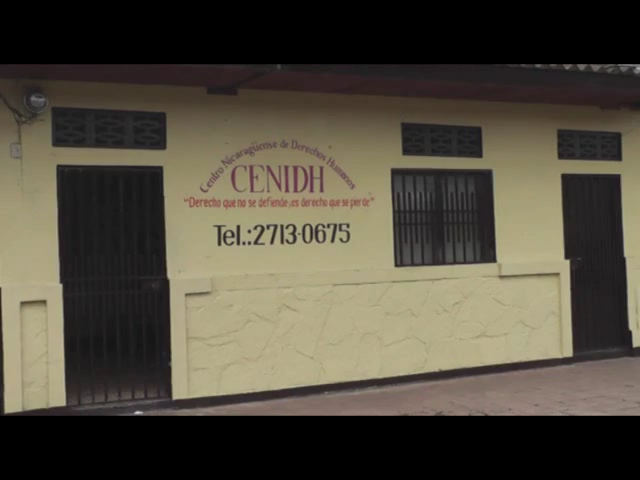 Centro Nicaragüense de Derechos Humanos
CENIDH
"Derecho que no se defiende, es derecho que se pierde"
Tel.:2713-0675